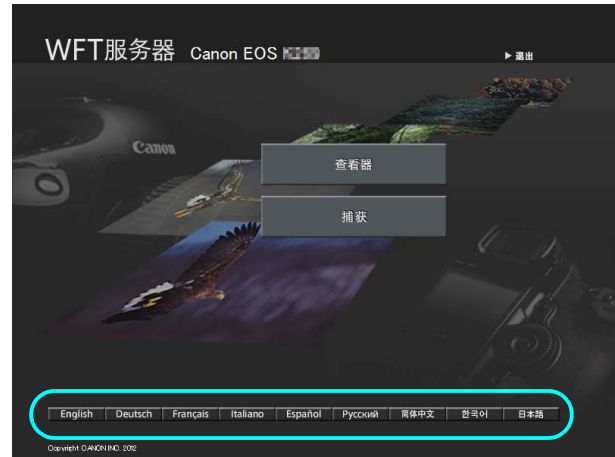 WFT服务器 Canon EOS
▶ 退出
Canon
查看器
捕获
English Deutsch Français Italiano Español Русский 简体中文 한국어 日本語
Copyright CANON INC. 2012